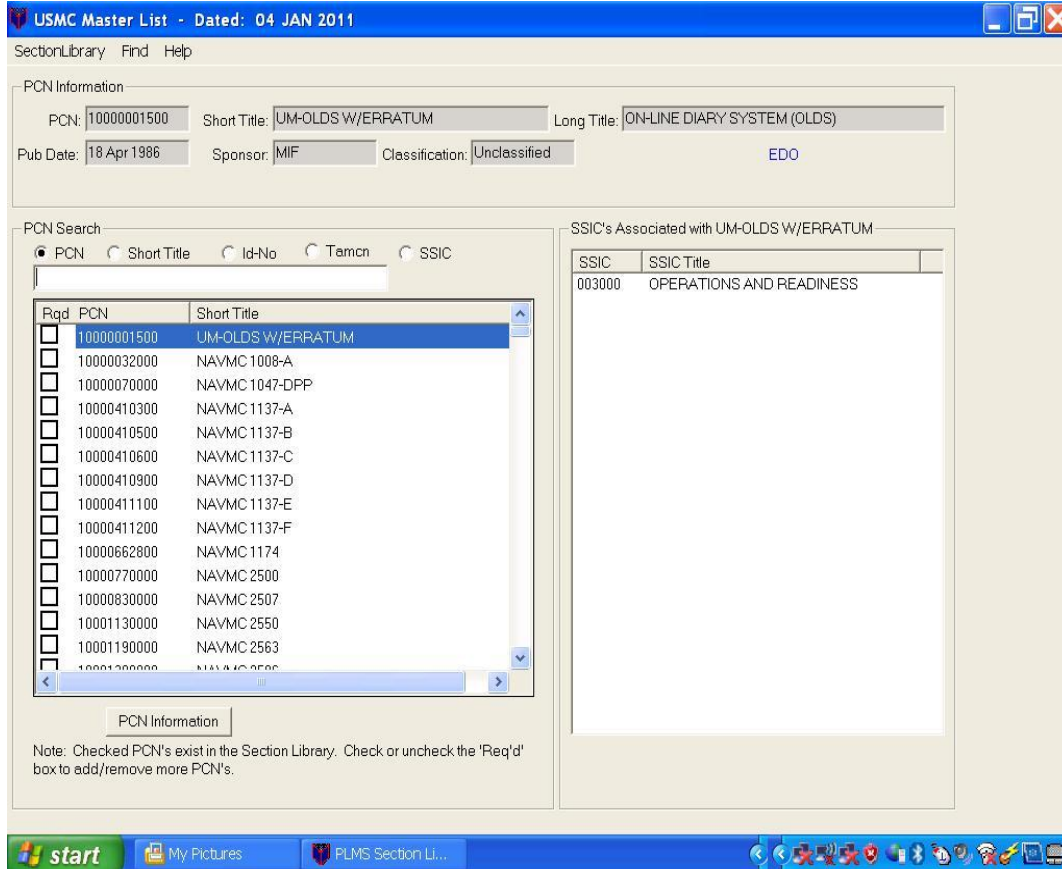 USMC Master List - Dated: 04 JAN 2011
SectionLibrary Find Help
PCN Information
PCN: 10000001500 Short Title: UM-OLDS W/ERRATUM Long Title: ON-LINE DIARY SYSTEM (OLDS)
Pub Date: 18 Apr 1986 Sponsor: MIF Classification: Unclassified EDO
PCN Search
PCN Short Title Id-No Tamcn SSIC
Rqd PCN Short Title
10000001500 UM-OLDS W/ERRATUM
10000032000 NAVMC 1008-A
10000070000 NAVMC 1047-DPP
10000410300 NAVMC 1137-A
10000410500 NAVMC 1137-B
10000410600 NAVMC 1137-C
10000410900 NAVMC 1137-D
10000411100 NAVMC 1137-E
10000411200 NAVMC 1137-F
10000662800 NAVMC 1174
10000770000 NAVMC 2500
10000830000 NAVMC 2507
10001130000 NAVMC 2550
10001190000 NAVMC 2563
PCN Information
Note: Checked PCN's exist in the Section Library. Check or uncheck the 'Req'd'
box to add/remove more PCN's.
SSIC's Associated with UM-OLDS W/ERRATUM
SSIC SSIC Title
003000 OPERATIONS AND READINESS
start My Pictures PLMS Section Li...